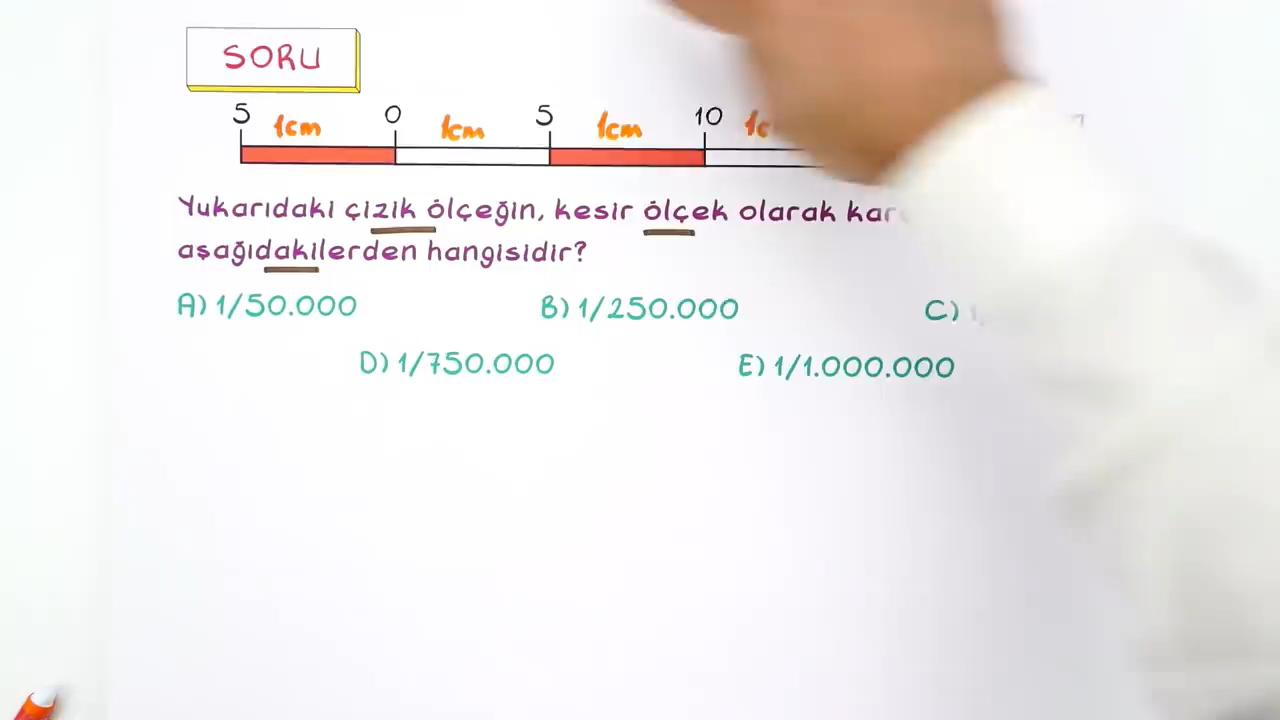 SORU
5 0 5 10
1cm 1cm 1cm
Yukarıdaki çizik ölçeğin, kesir ölçek olarak
aşağıdakilerden hangisidir?
A) 1/50.000 B) 1/250.000 C)
D) 1/750.000 E) 1/1.000.000